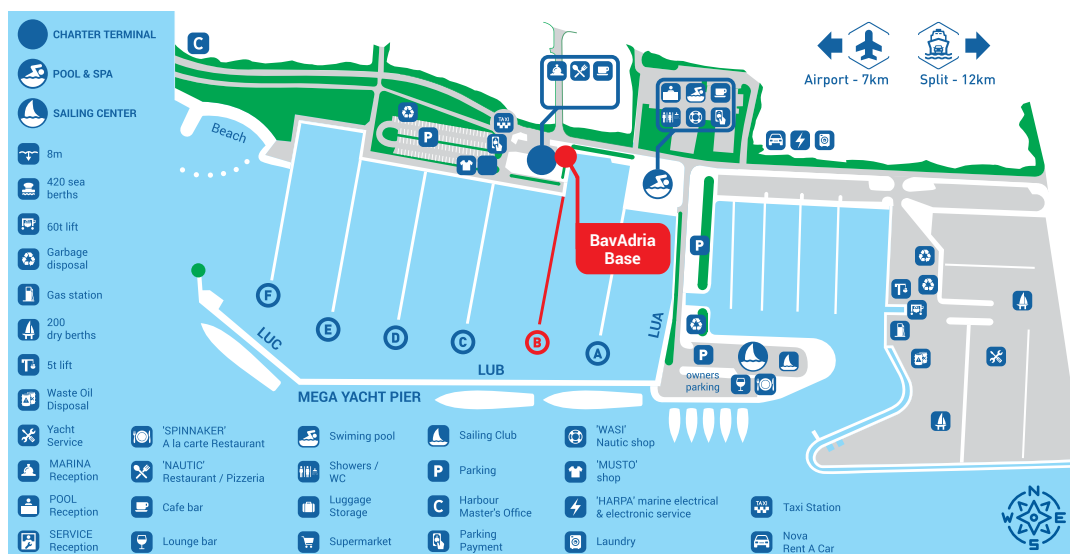 CHARTER TERMINAL
POOL & SPA
SAILING CENTER
8m
420 sea
berths
60t lift
Garbage
disposal
Gas station
200
dry berths
5t lift
Waste Oil
Disposal
Yacht
Service
MARINA
Reception
POOL
Reception
SERVICE
Reception
C
Airport - 7km
Split - 12km
Beach
P
TAXI
BavAdria
Base
P
F
E
D
C
B
A
LUC
LUB
LUA
P
owners
parking
MEGA YACHT PIER
'SPINNAKER'
A la carte Restaurant
'NAUTIC'
Restaurant / Pizzeria
Cafe bar
Lounge bar
Swiming pool
Showers /
WC
Luggage
Storage
Supermarket
Sailing Club
P
Parking
C
Harbour
Master's Office
Parking
Payment
'WASI'
Nautic shop
'MUSTO'
shop
'HARPA' marine electrical
& electronic service
Laundry
TAXI
Taxi Station
Nova
Rent A Car
N
W
E
S